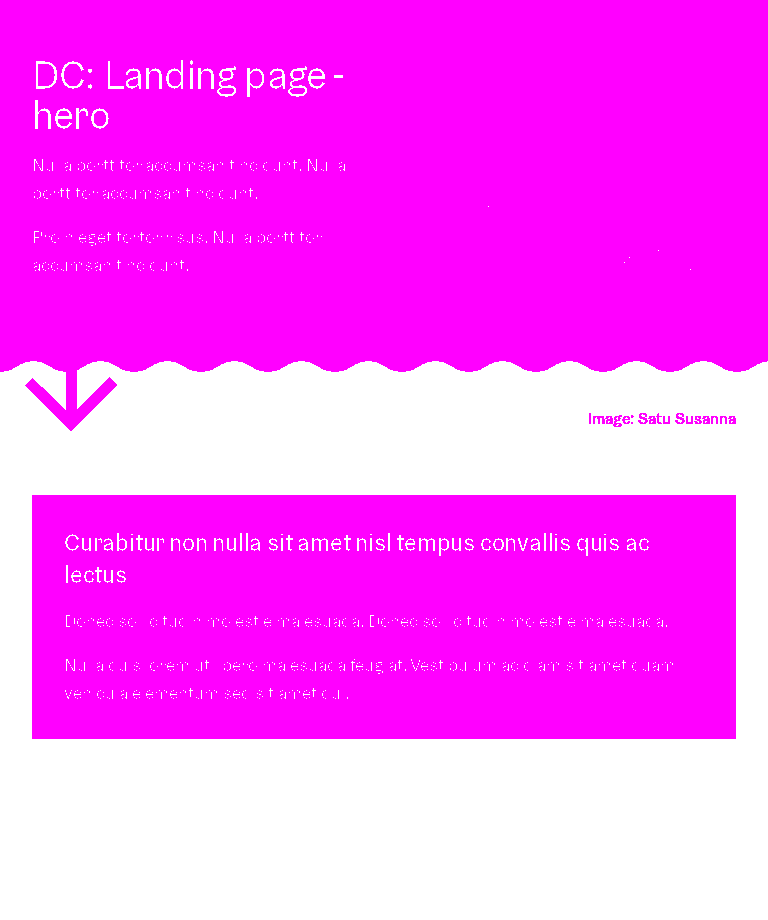 DC: Landing page -
hero
Nulla porttitor accumsan tincidunt. Nulla
porttitor accumsan tincidunt.
Proin eget tortor risus. Nulla porttitor
accumsan tincidunt.
Image: Satu Susanna
Curabitur non nulla sit amet nisl tempus convallis quis ac
lectus
Donec sollicitudin molestie malesuada. Donec sollicitudin molestie malesuada.
Nulla quis lorem ut libero malesuada feugiat. Vestibulum ac diam sit amet quam
vehicula elementum sed sit amet dui.